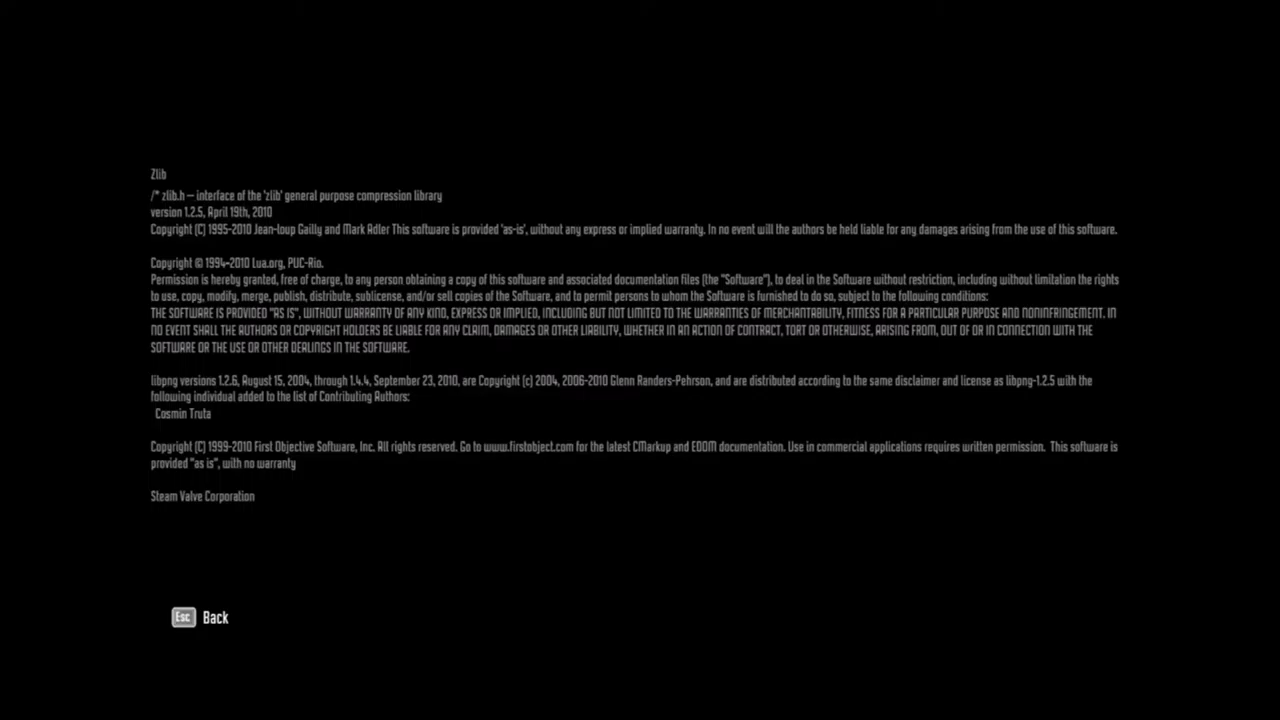 Zlib
/* zlib.h — interface of the 'zlib' general purpose compression library
version 1.2.5, April 19th, 2010
Copyright (C) 1995-2010 Jean-loup Gailly and Mark Adler This software is provided 'as-is', without any express or implied warranty. In no event will the authors be held liable for any damages arising from the use of this software.
Copyright © 1994-2010 Lua.org, PUC-Rio.
Permission is hereby granted, free of charge, to any person obtaining a copy of this software and associated documentation files (the "Software"), to deal in the Software without restriction, including without limitation the rights
to use, copy, modify, merge, publish, distribute, sublicense, and/or sell copies of the Software, and to permit persons to whom the Software is furnished to do so, subject to the following conditions:
THE SOFTWARE IS PROVIDED "AS IS", WITHOUT WARRANTY OF ANY KIND, EXPRESS OR IMPLIED, INCLUDING BUT NOT LIMITED TO THE WARRANTIES OF MERCHANTABILITY, FITNESS FOR A PARTICULAR PURPOSE AND NONINFRINGEMENT. IN
NO EVENT SHALL THE AUTHORS OR COPYRIGHT HOLDERS BE LIABLE FOR ANY CLAIM, DAMAGES OR OTHER LIABILITY, WHETHER IN AN ACTION OF CONTRACT, TORT OR OTHERWISE, ARISING FROM, OUT OF OR IN CONNECTION WITH THE
SOFTWARE OR THE USE OR OTHER DEALINGS IN THE SOFTWARE.
libpng versions 1.2.6, August 15, 2004, through 1.4.4, September 23, 2010, are Copyright (c) 2004, 2006-2010 Glenn Randers-Pehrson, and are distributed according to the same disclaimer and license as libpng-1.2.5 with the
following individual added to the list of Contributing Authors:
Cosmin Truta
Copyright (C) 1999-2010 First Objective Software, Inc. All rights reserved. Go to www.firstobject.com for the latest CMarkup and EDOM documentation. Use in commercial applications requires written permission. This software is
provided "as is", with no warranty
Steam Valve Corporation
Esc Back